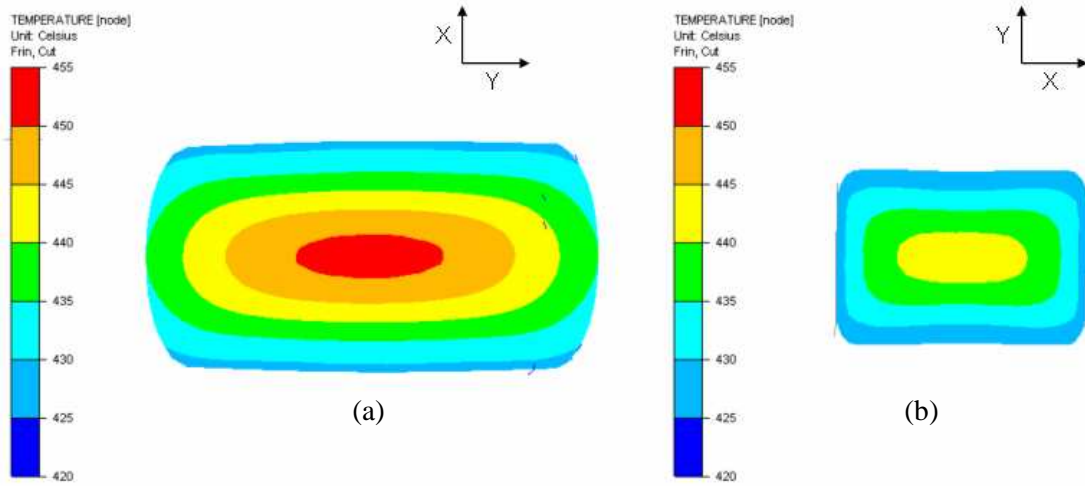 TEMPERATURE [node]
Unit: Celsius
Frin, Cut
455
450
445
440
435
430
425
420
X
Y
(a)
TEMPERATURE [node]
Unit: Celsius
Frin, Cut
455
450
445
440
435
430
425
420
Y
X
(b)